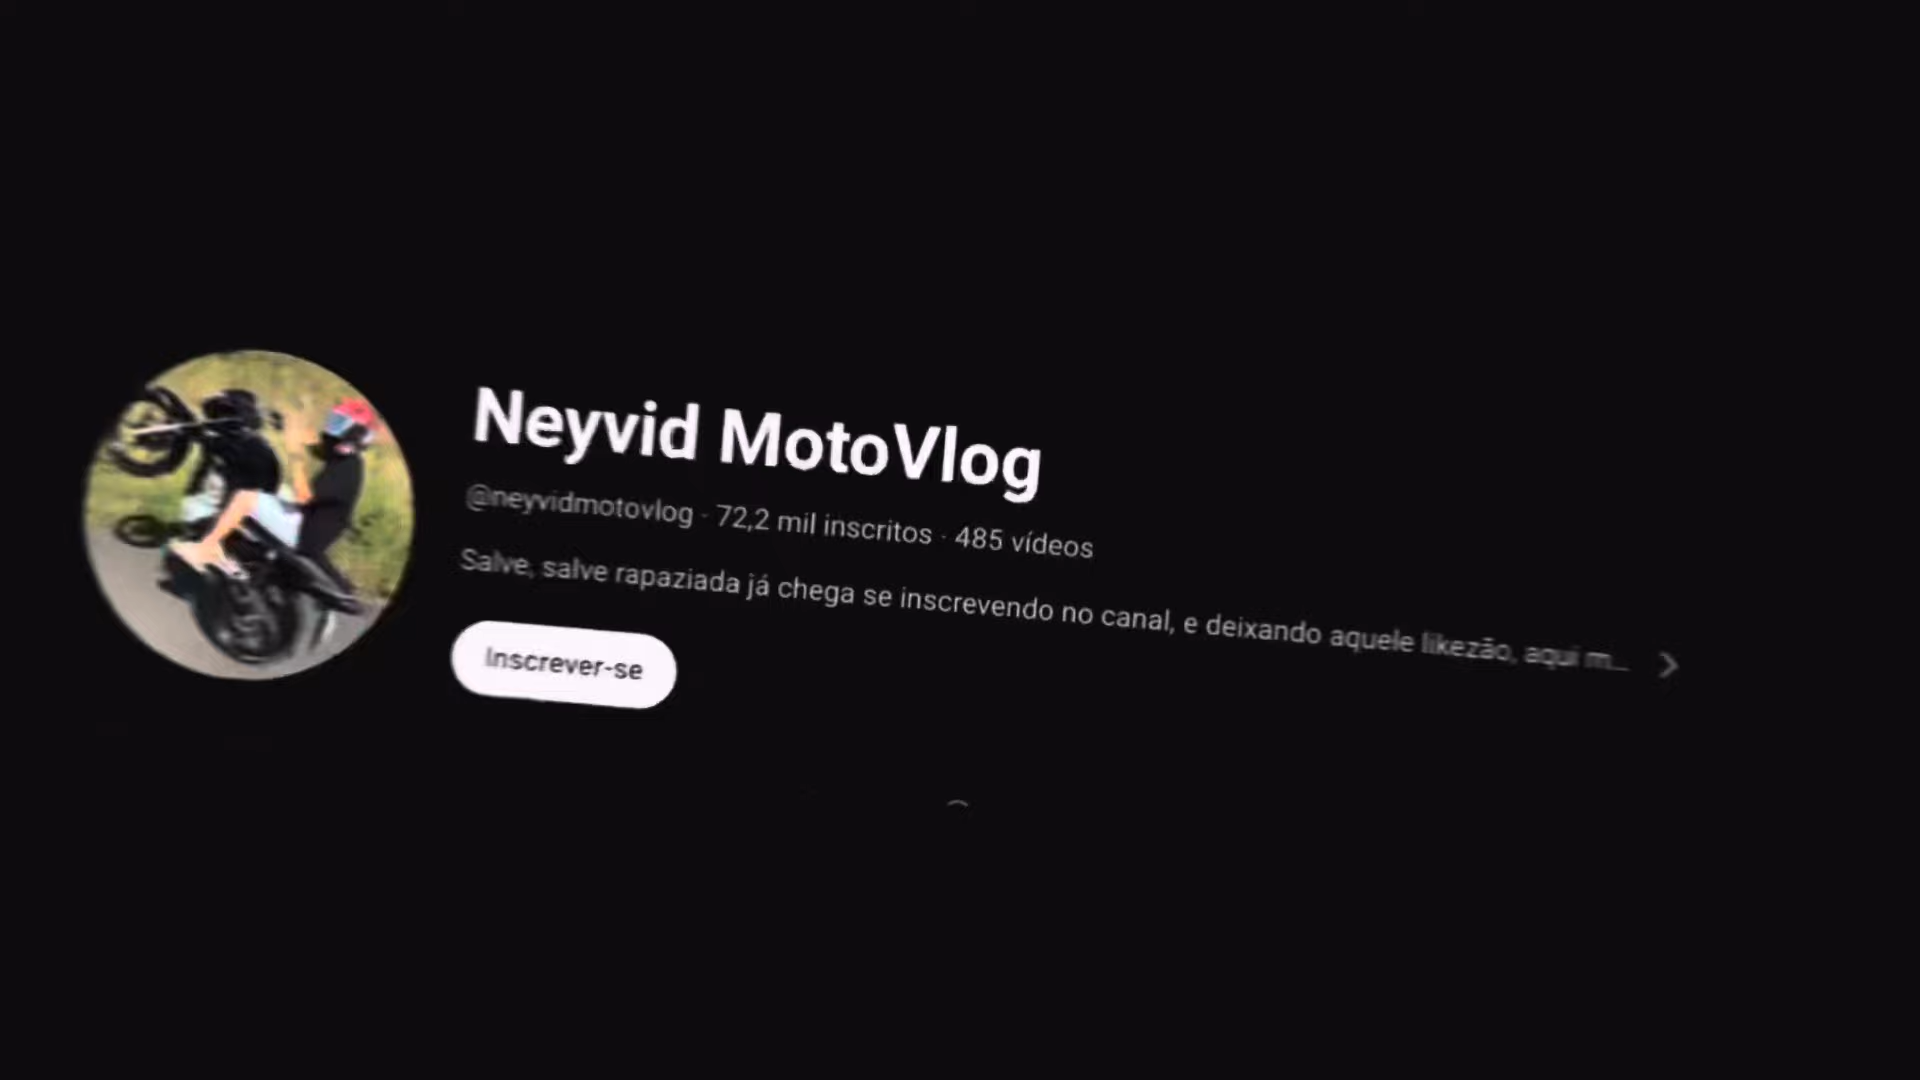 Neyvid MotoVlog
@neyvidmotovlog · 72,2 mil inscritos · 485 vídeos
Salve, salve rapaziada já chega se inscrevendo no canal, e deixando aquele likezão, aqui m...
Inscrever-se